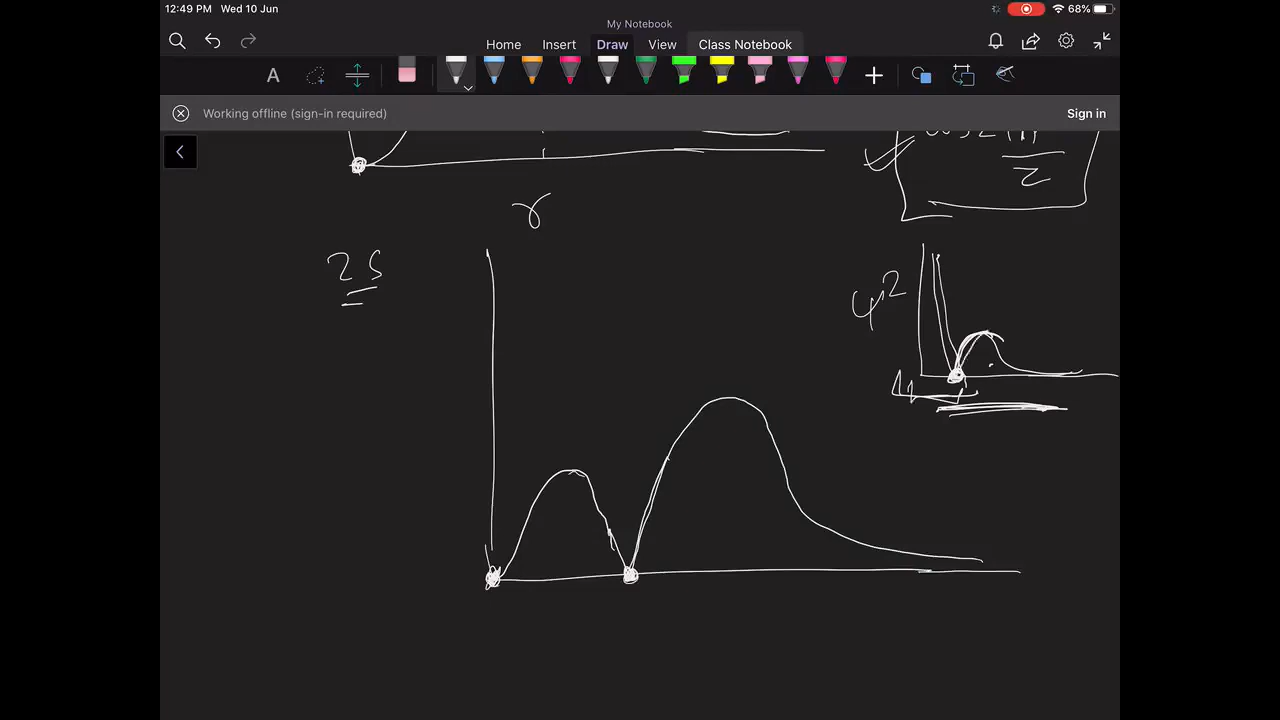 12:49 PM Wed 10 Jun
68%
My Notebook
Home Insert Draw View Class Notebook
A
Working offline (sign-in required)
Sign in
2
r
2s
ψ²